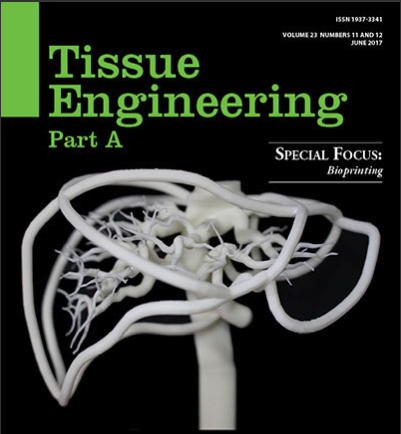 ISSN 1937-3341
VOLUME 23 NUMBERS 11 AND 12
JUNE 2017
Tissue
Engineering
Part A
SPECIAL FOCUS:
Bioprinting